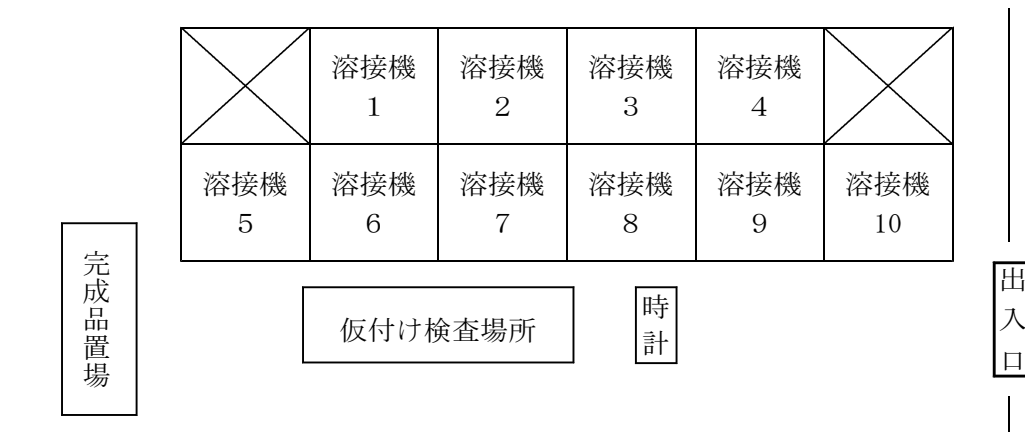 溶接機
1
溶接機
2
溶接機
3
溶接機
4
溶接機
5
溶接機
6
溶接機
7
溶接機
8
溶接機
9
溶接機
10
完成品置場
仮付け検査場所
時計
出入口